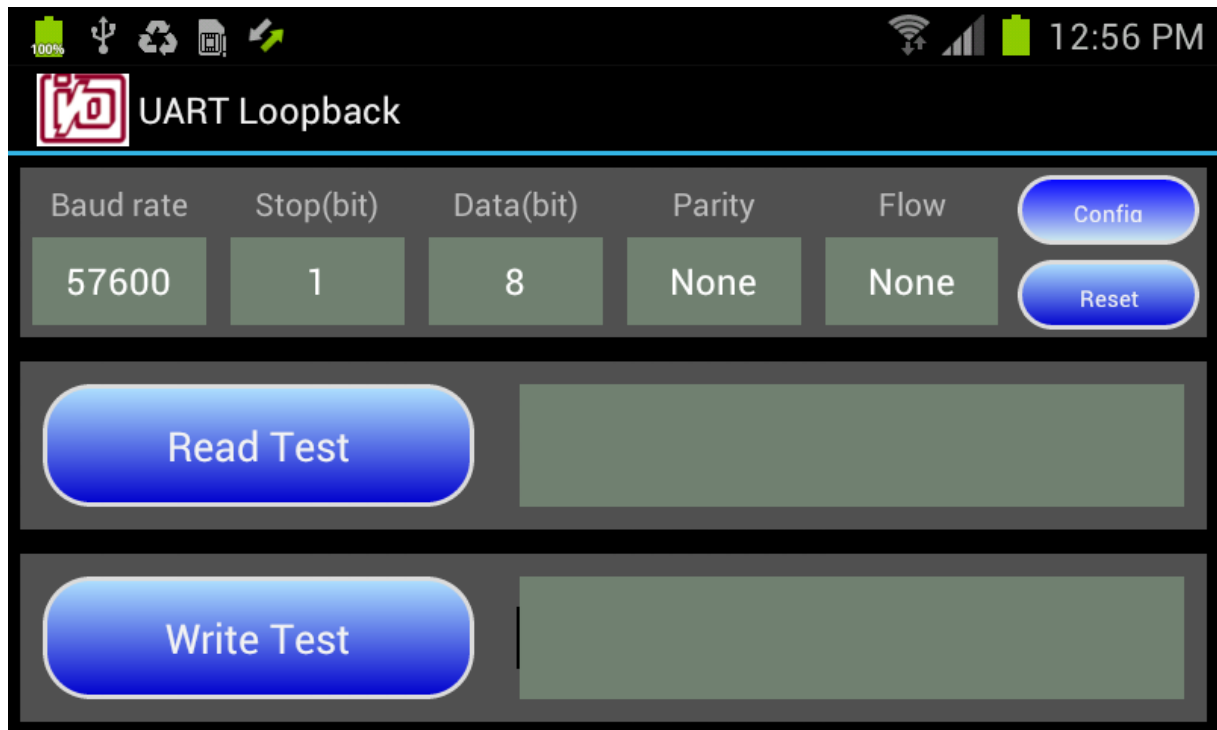 100%
12:56 PM
I/O UART Loopback
Baud rate Stop(bit) Data(bit) Parity Flow Config
57600 1 8 None None Reset
Read Test
Write Test